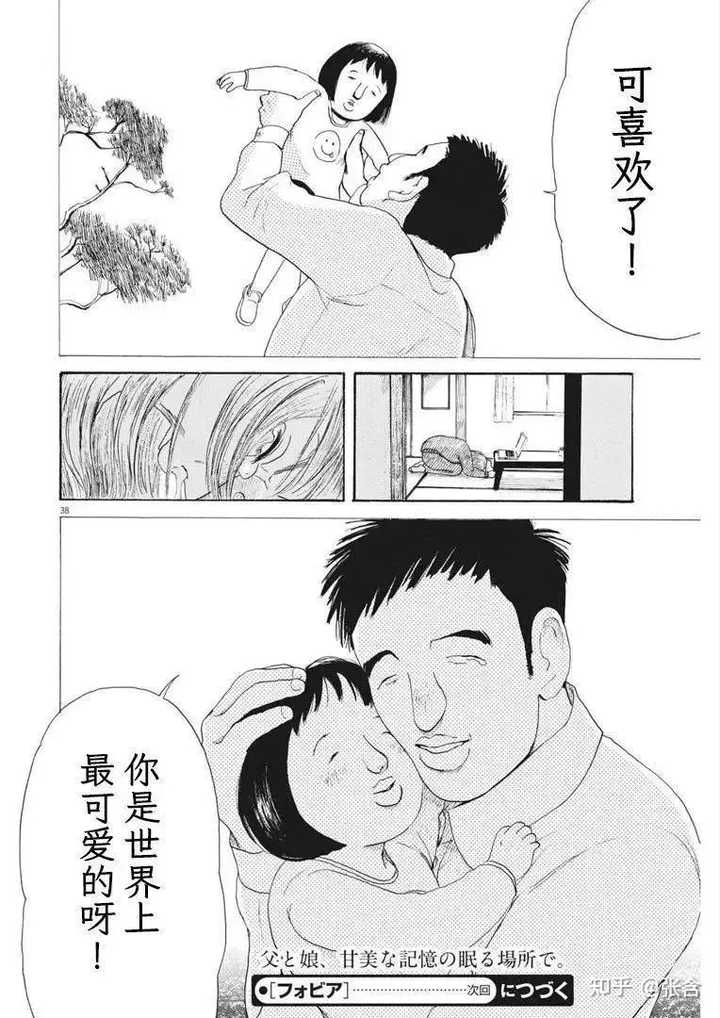 可喜欢了！
38
你是世界上
最可爱的呀！
父と娘、甘美な記憶の眠る場所で。
●［フォビア］……………………次回につづく
知乎 @张含